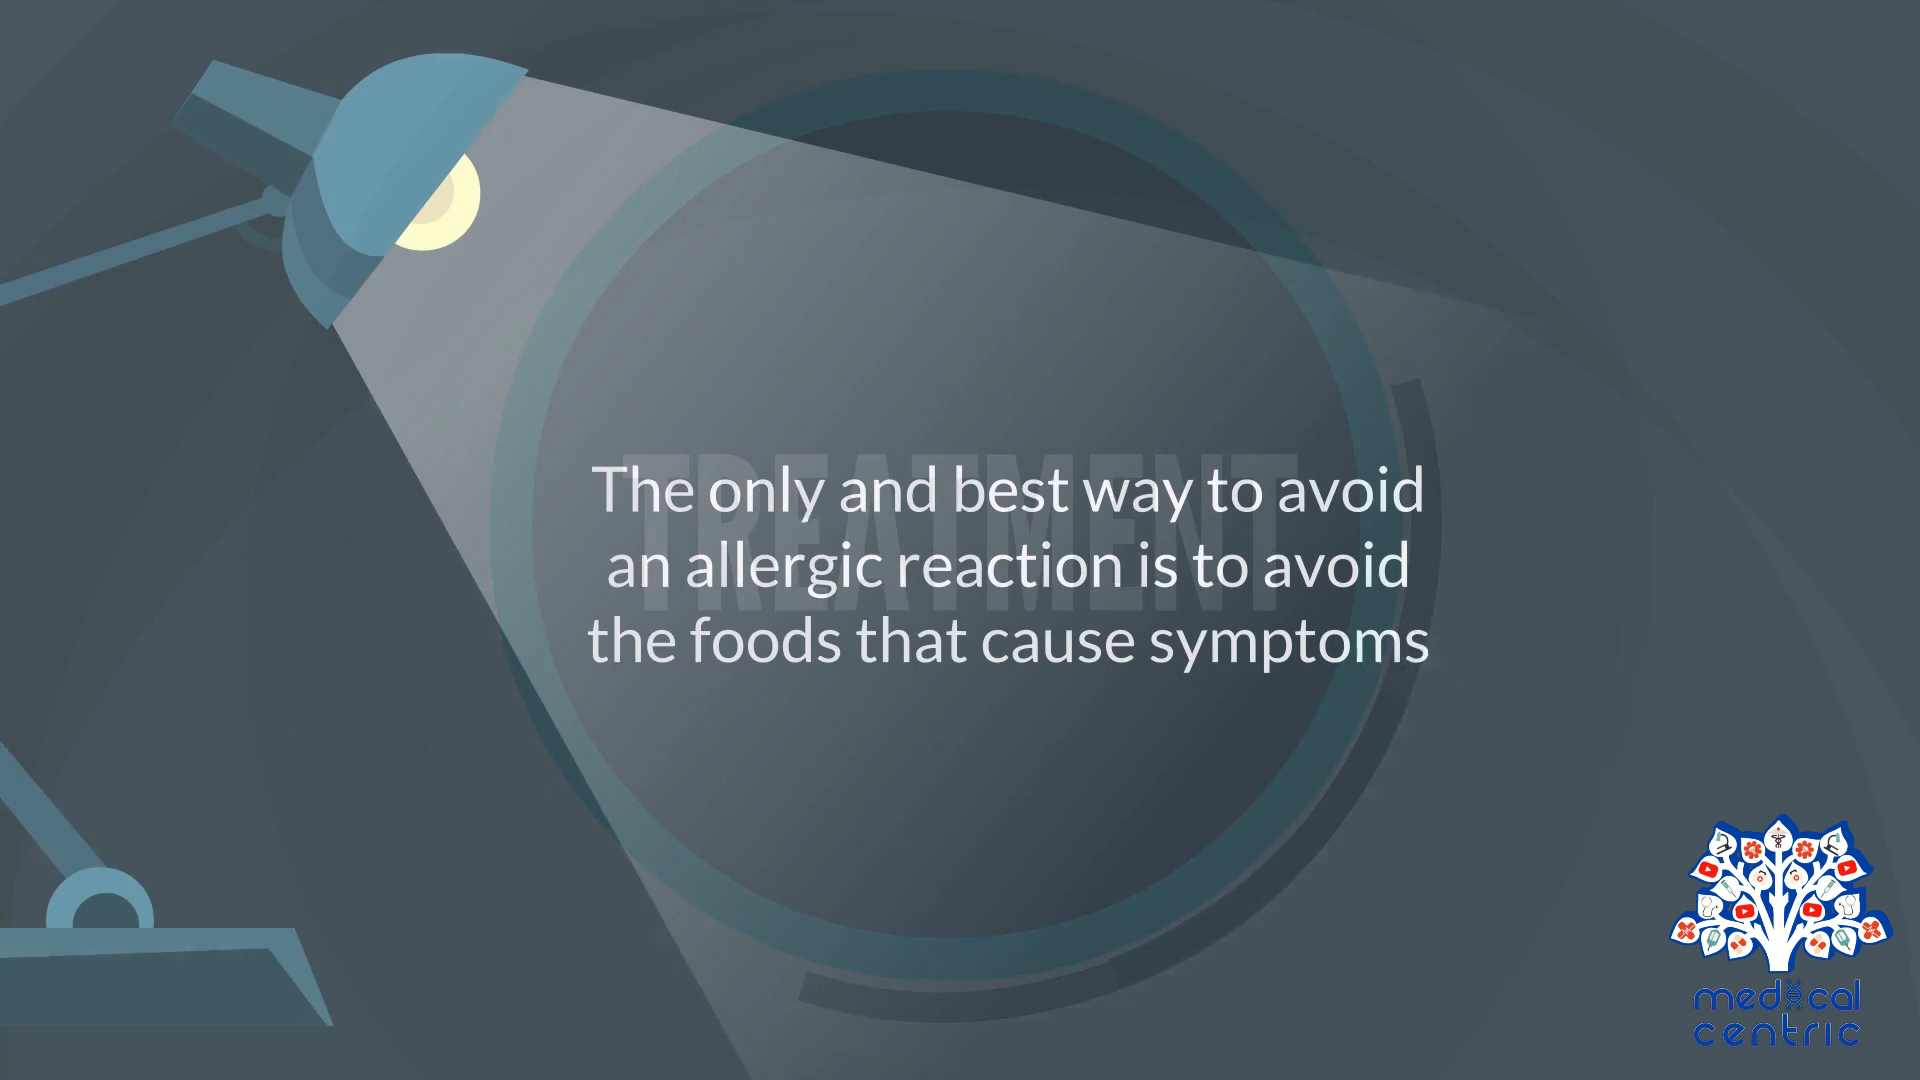 TREATMENT
The only and best way to avoid
an allergic reaction is to avoid
the foods that cause symptoms
medical
centric